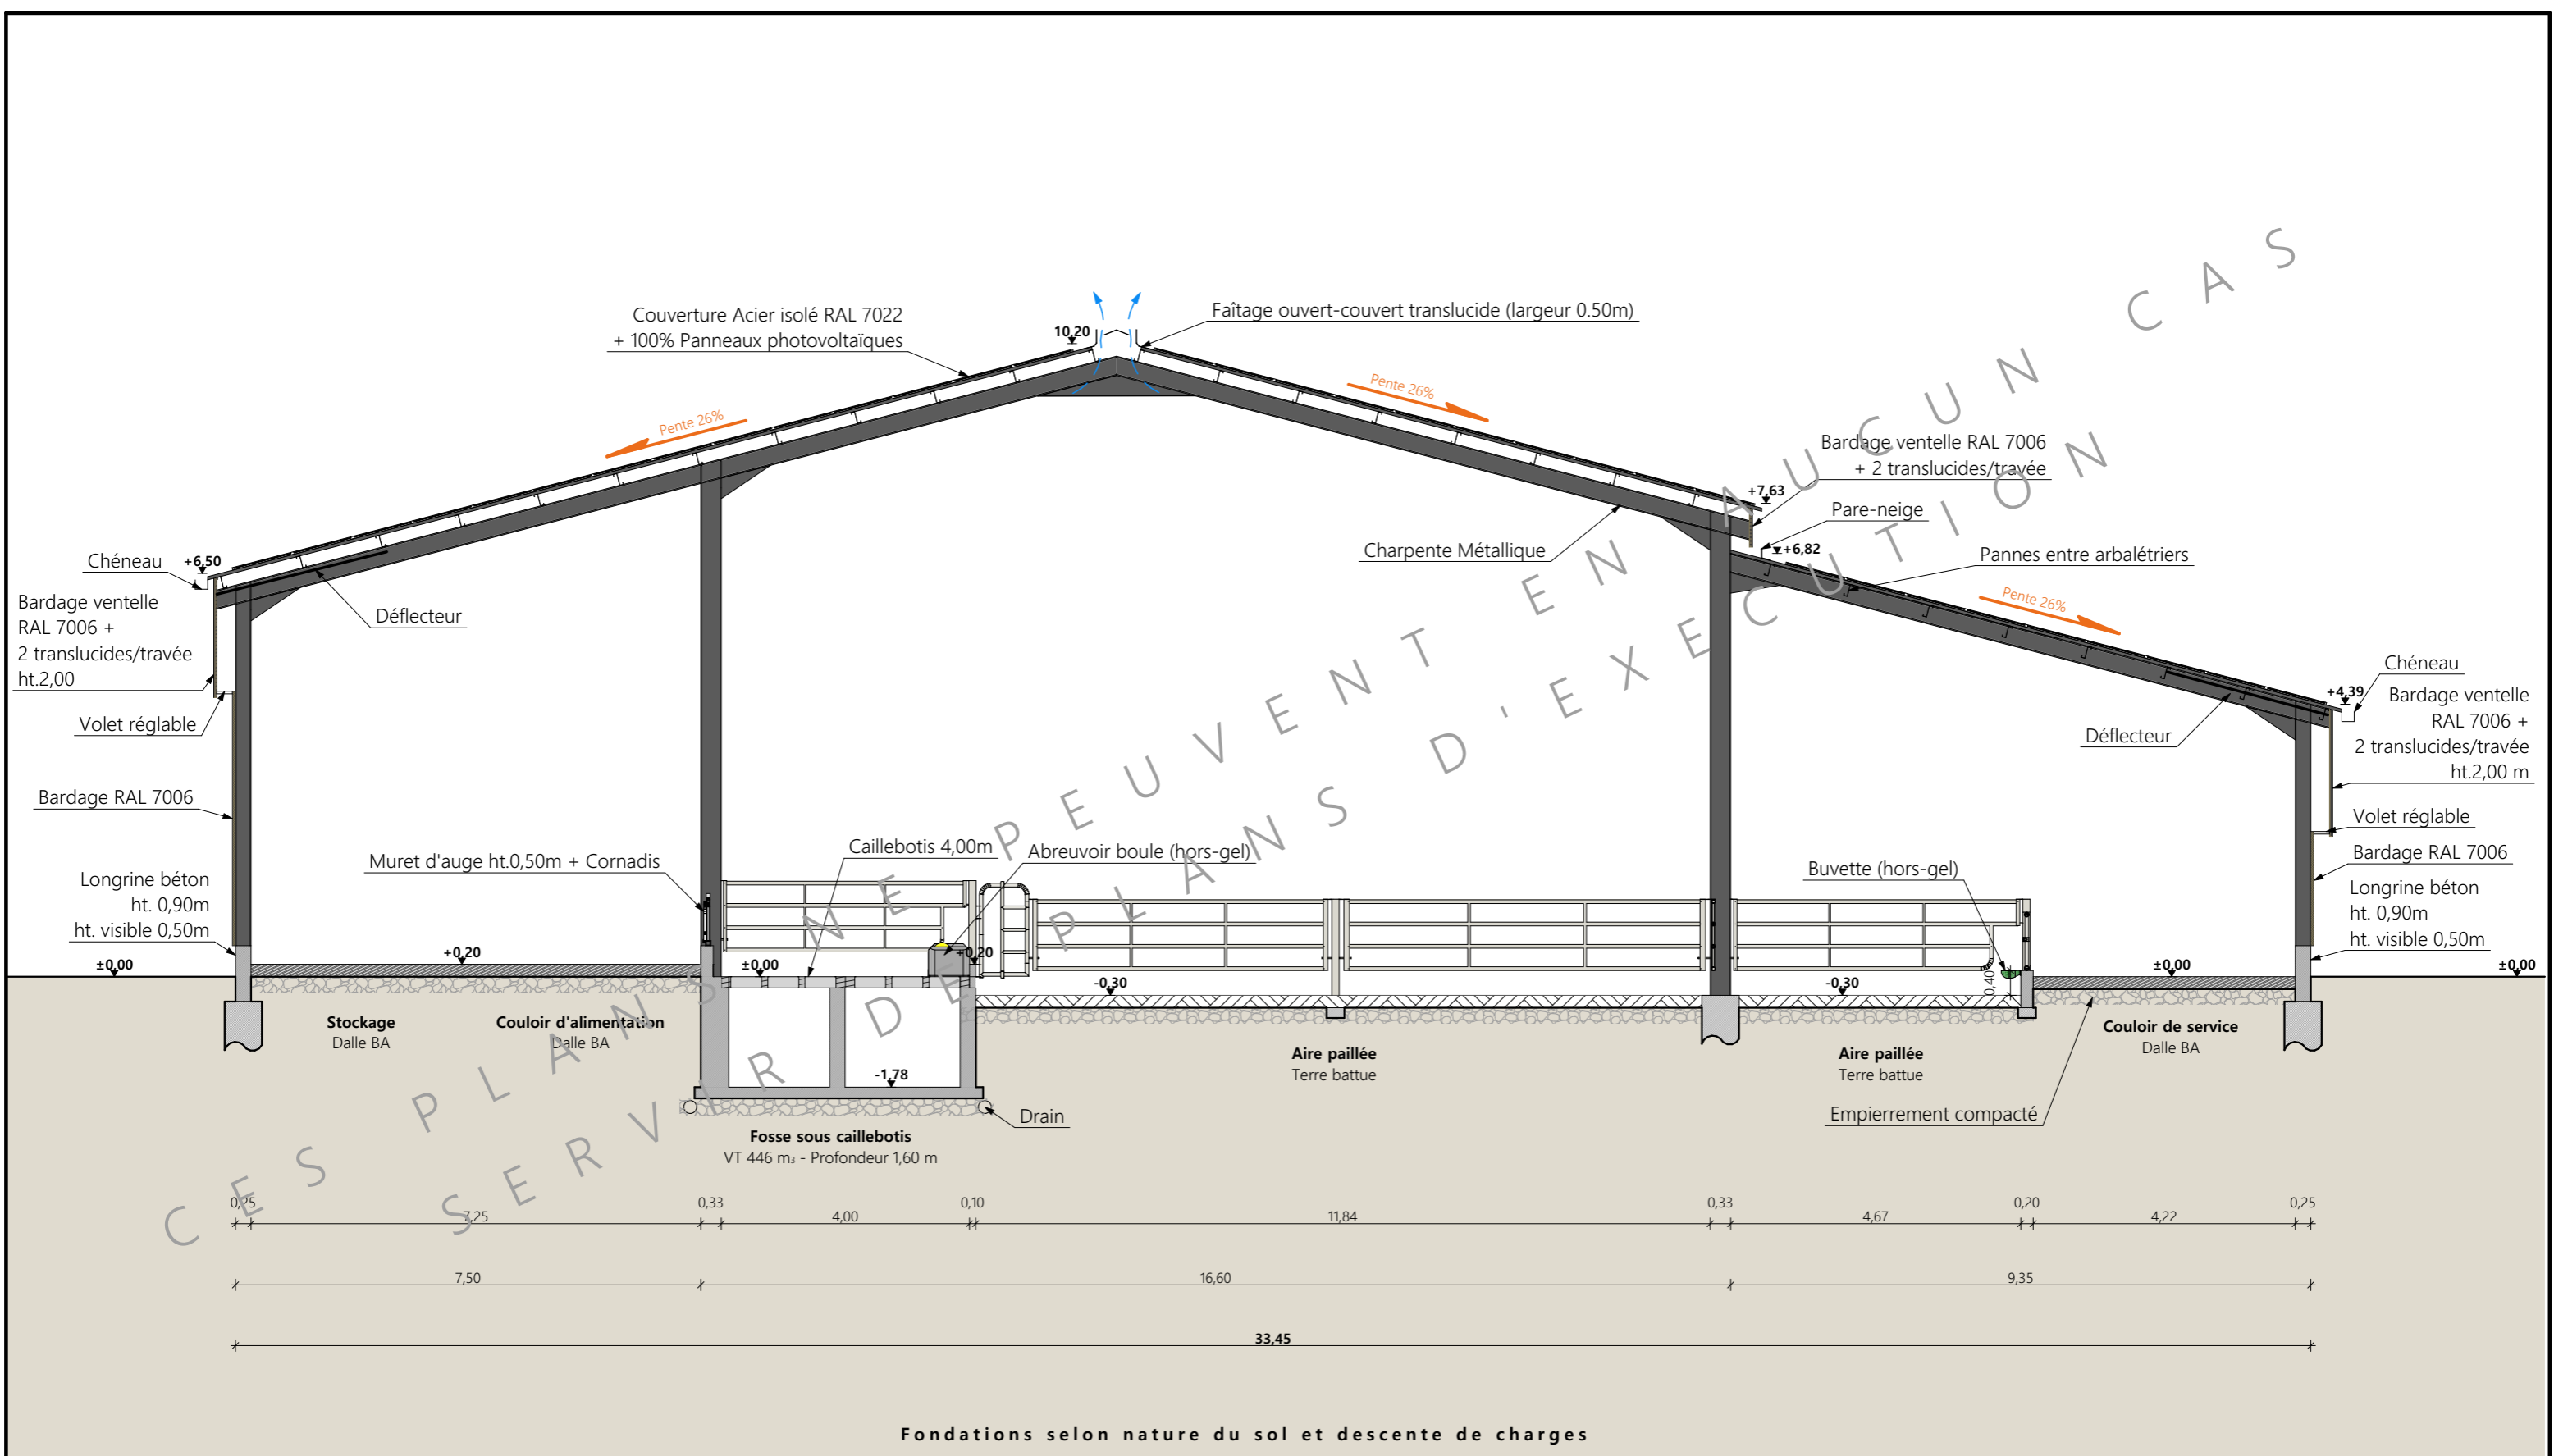 Couverture Acier isolé RAL 7022
+ 100% Panneaux photovoltaïques
10,20
Faîtage ouvert-couvert translucide (largeur 0.50m)
Pente 26%
Pente 26%
Bardage ventelle RAL 7006
+ 2 translucides/travée
+7,63
Pare-neige
+6,82
Pannes entre arbalétriers
Charpente Métallique
Pente 26%
Chéneau
+6,50
Bardage ventelle
RAL 7006 +
2 translucides/travée
ht.2,00
Déflecteur
Volet réglable
Bardage RAL 7006
Longrine béton
ht. 0,90m
ht. visible 0,50m
±0,00
Chéneau
+4,39
Bardage ventelle
RAL 7006 +
2 translucides/travée
ht.2,00 m
Déflecteur
Volet réglable
Bardage RAL 7006
Longrine béton
ht. 0,90m
ht. visible 0,50m
±0,00
Muret d'auge ht.0,50m + Cornadis
Caillebotis 4,00m
Abreuvoir boule (hors-gel)
Buvette (hors-gel)
+0,20
±0,00
+0,20
-0,30
-0,30
0,40
±0,00
Stockage
Dalle BA
Couloir d'alimentation
Dalle BA
-1,78
Drain
Fosse sous caillebotis
VT 446 m3 - Profondeur 1,60 m
Aire paillée
Terre battue
Aire paillée
Terre battue
Couloir de service
Dalle BA
Empierrement compacté
0,25
7,25
0,33
4,00
0,10
11,84
0,33
4,67
0,20
4,22
0,25
7,50
16,60
9,35
33,45
Fondations selon nature du sol et descente de charges
CES PLANS NE PEUVENT EN AUCUN CAS
SERVIR DE PLANS D'EXECUTION